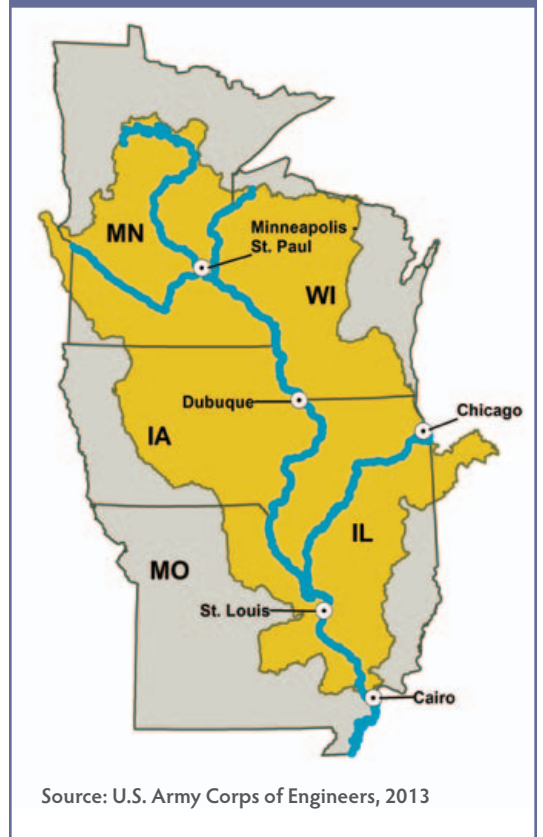 MN
Minneapolis -
St. Paul
WI
Dubuque
Chicago
IA
IL
MO
St. Louis
Cairo
Source: U.S. Army Corps of Engineers, 2013